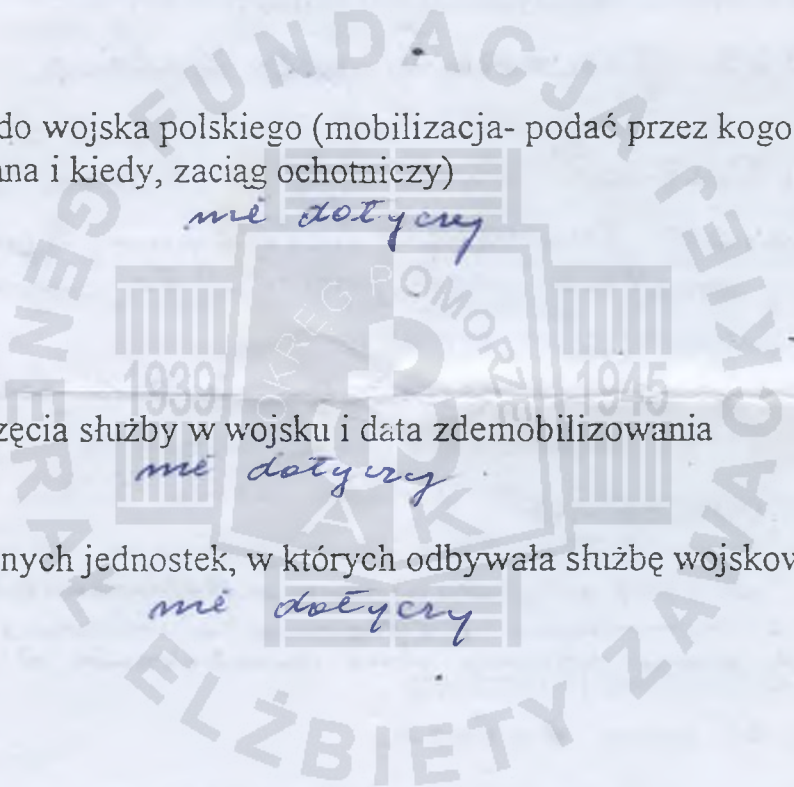 do wojska polskiego (mobilizacja- podać przez kogo
na i kiedy, zaciąg ochotniczy)
nie dotyczy
zęcia służby w wojsku i data zdemobilizowania
nie dotyczy
nych jednostek, w których odbywała służbę wojskow
nie dotyczy
FUNDACJA GENERAŁ ELŻBIETY ZAWACKIEJ
OKRĘG POMORZE
1939
1945
AK